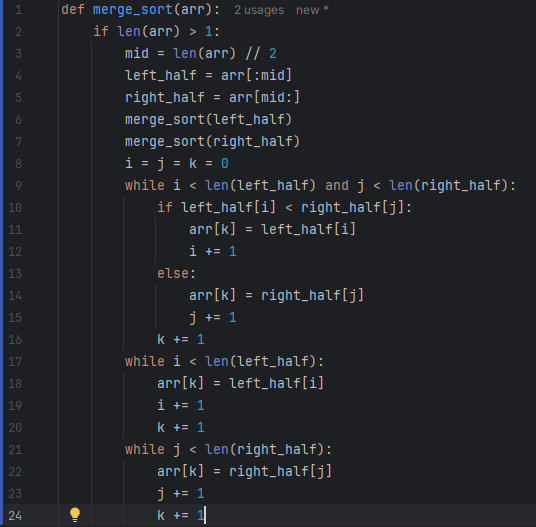 1 def merge_sort(arr): 2 usages new *
2     if len(arr) > 1:
3         mid = len(arr) // 2
4         left_half = arr[:mid]
5         right_half = arr[mid:]
6         merge_sort(left_half)
7         merge_sort(right_half)
8         i = j = k = 0
9         while i < len(left_half) and j < len(right_half):
10             if left_half[i] < right_half[j]:
11                 arr[k] = left_half[i]
12                 i += 1
13             else:
14                 arr[k] = right_half[j]
15                 j += 1
16             k += 1
17         while i < len(left_half):
18             arr[k] = left_half[i]
19             i += 1
20             k += 1
21         while j < len(right_half):
22             arr[k] = right_half[j]
23             j += 1
24             k += 1